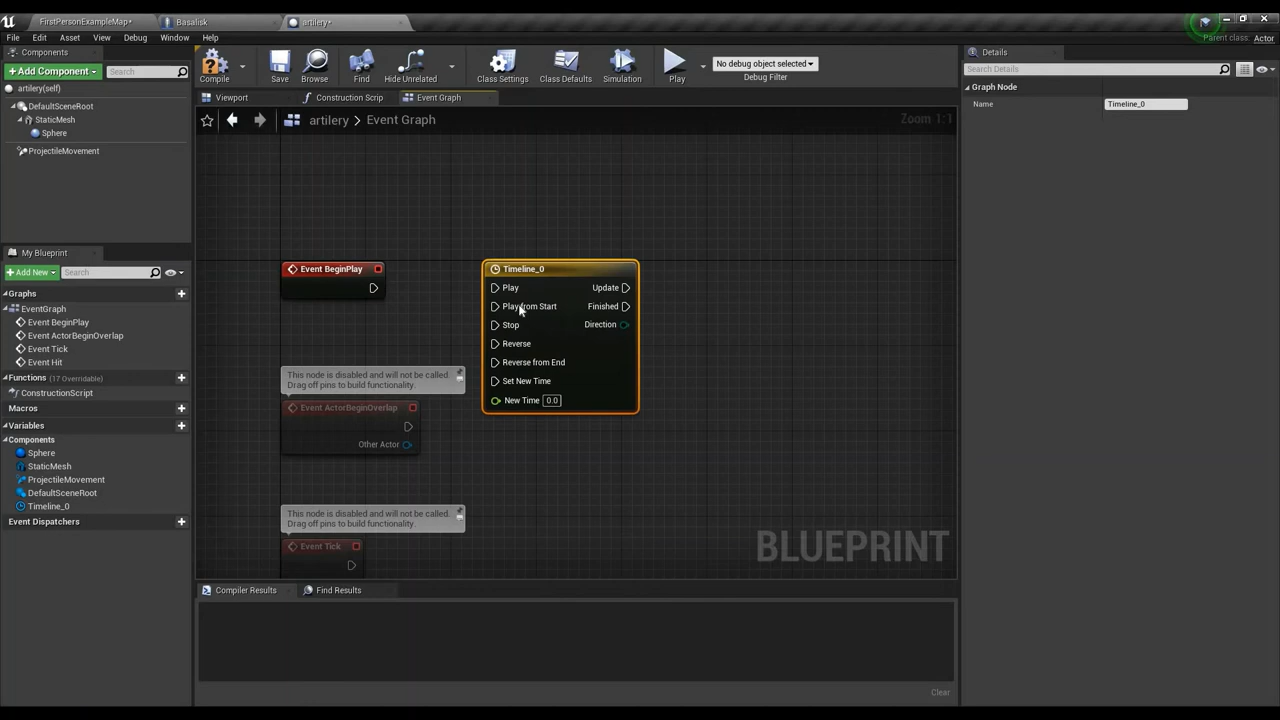 FirstPersonExampleMap*
Basalisk
artilery*
File
Edit
Asset
View
Debug
Window
Help
Parent class: Actor
Components
+ Add Component
Search
artilery(self)
DefaultSceneRoot
StaticMesh
Sphere
ProjectileMovement
Compile
Save
Browse
Find
Hide Unrelated
Class Settings
Class Defaults
Simulation
Play
No debug object selected
Debug Filter
Viewport
Construction Scrip
Event Graph
artilery > Event Graph
Zoom 1:1
Event BeginPlay
Timeline_0
Play
Update
Play from Start
Finished
Stop
Direction
Reverse
Reverse from End
Set New Time
New Time 0.0
This node is disabled and will not be called.
Drag off pins to build functionality.
Event ActorBeginOverlap
Other Actor
This node is disabled and will not be called.
Drag off pins to build functionality.
Event Tick
BLUEPRINT
My Blueprint
+ Add New
Search
Graphs
EventGraph
Event BeginPlay
Event ActorBeginOverlap
Event Tick
Event Hit
Functions (17 Overridable)
ConstructionScript
Macros
Variables
Components
Sphere
StaticMesh
ProjectileMovement
DefaultSceneRoot
Timeline_0
Event Dispatchers
Compiler Results
Find Results
Clear
Details
Search Details
Graph Node
Name
Timeline_0